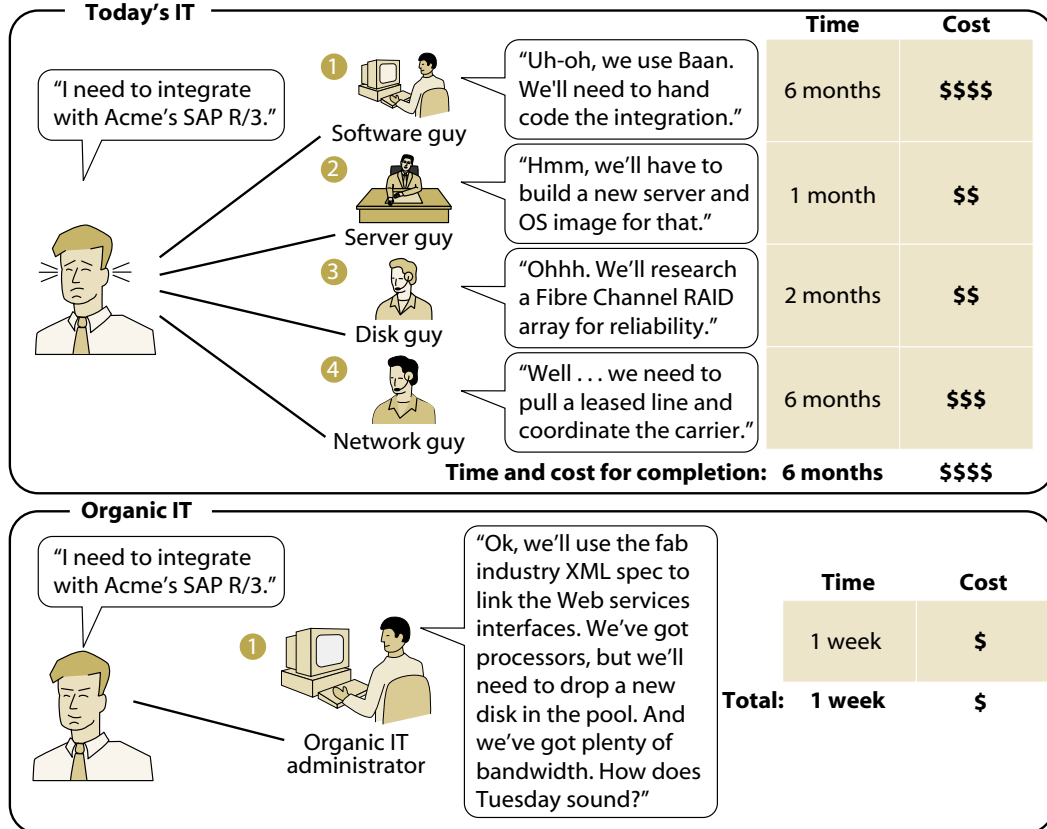 Today's IT
Time Cost
“I need to integrate
with Acme's SAP R/3.”
1
Software guy
“Uh-oh, we use Baan.
We'll need to hand
code the integration.”
6 months $$$$
2
Server guy
“Hmm, we'll have to
build a new server and
OS image for that.”
1 month $$
3
Disk guy
“Ohhh. We'll research
a Fibre Channel RAID
array for reliability.”
2 months $$
4
Network guy
“Well . . . we need to
pull a leased line and
coordinate the carrier.”
6 months $$$
Time and cost for completion: 6 months $$$$
Organic IT
“I need to integrate
with Acme's SAP R/3.”
1
Organic IT
administrator
“Ok, we'll use the fab
industry XML spec to
link the Web services
interfaces. We've got
processors, but we'll
need to drop a new
disk in the pool. And
we've got plenty of
bandwidth. How does
Tuesday sound?”
Time Cost
1 week $
Total: 1 week $